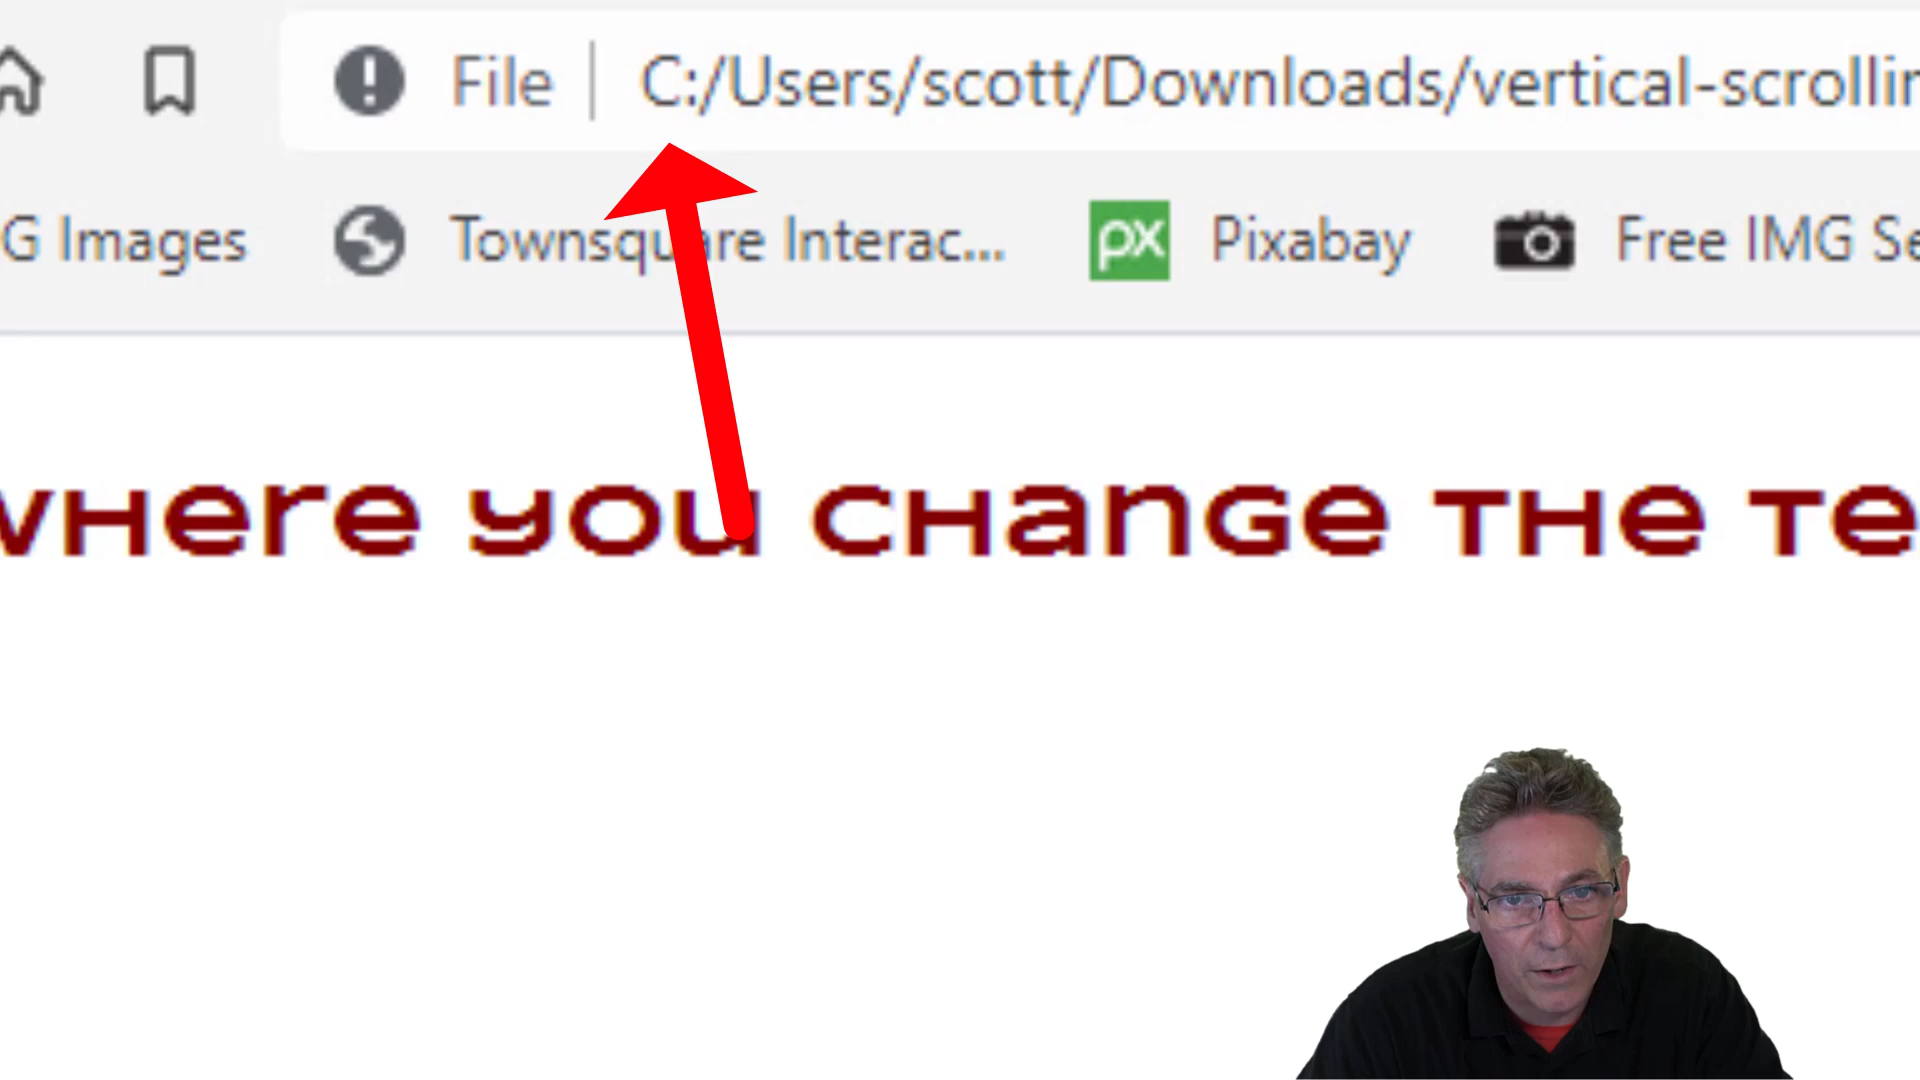 File | C:/Users/scott/Downloads/vertical-scrollin
G Images Townsquare Interac... px Pixabay Free IMG Se
where you change the te